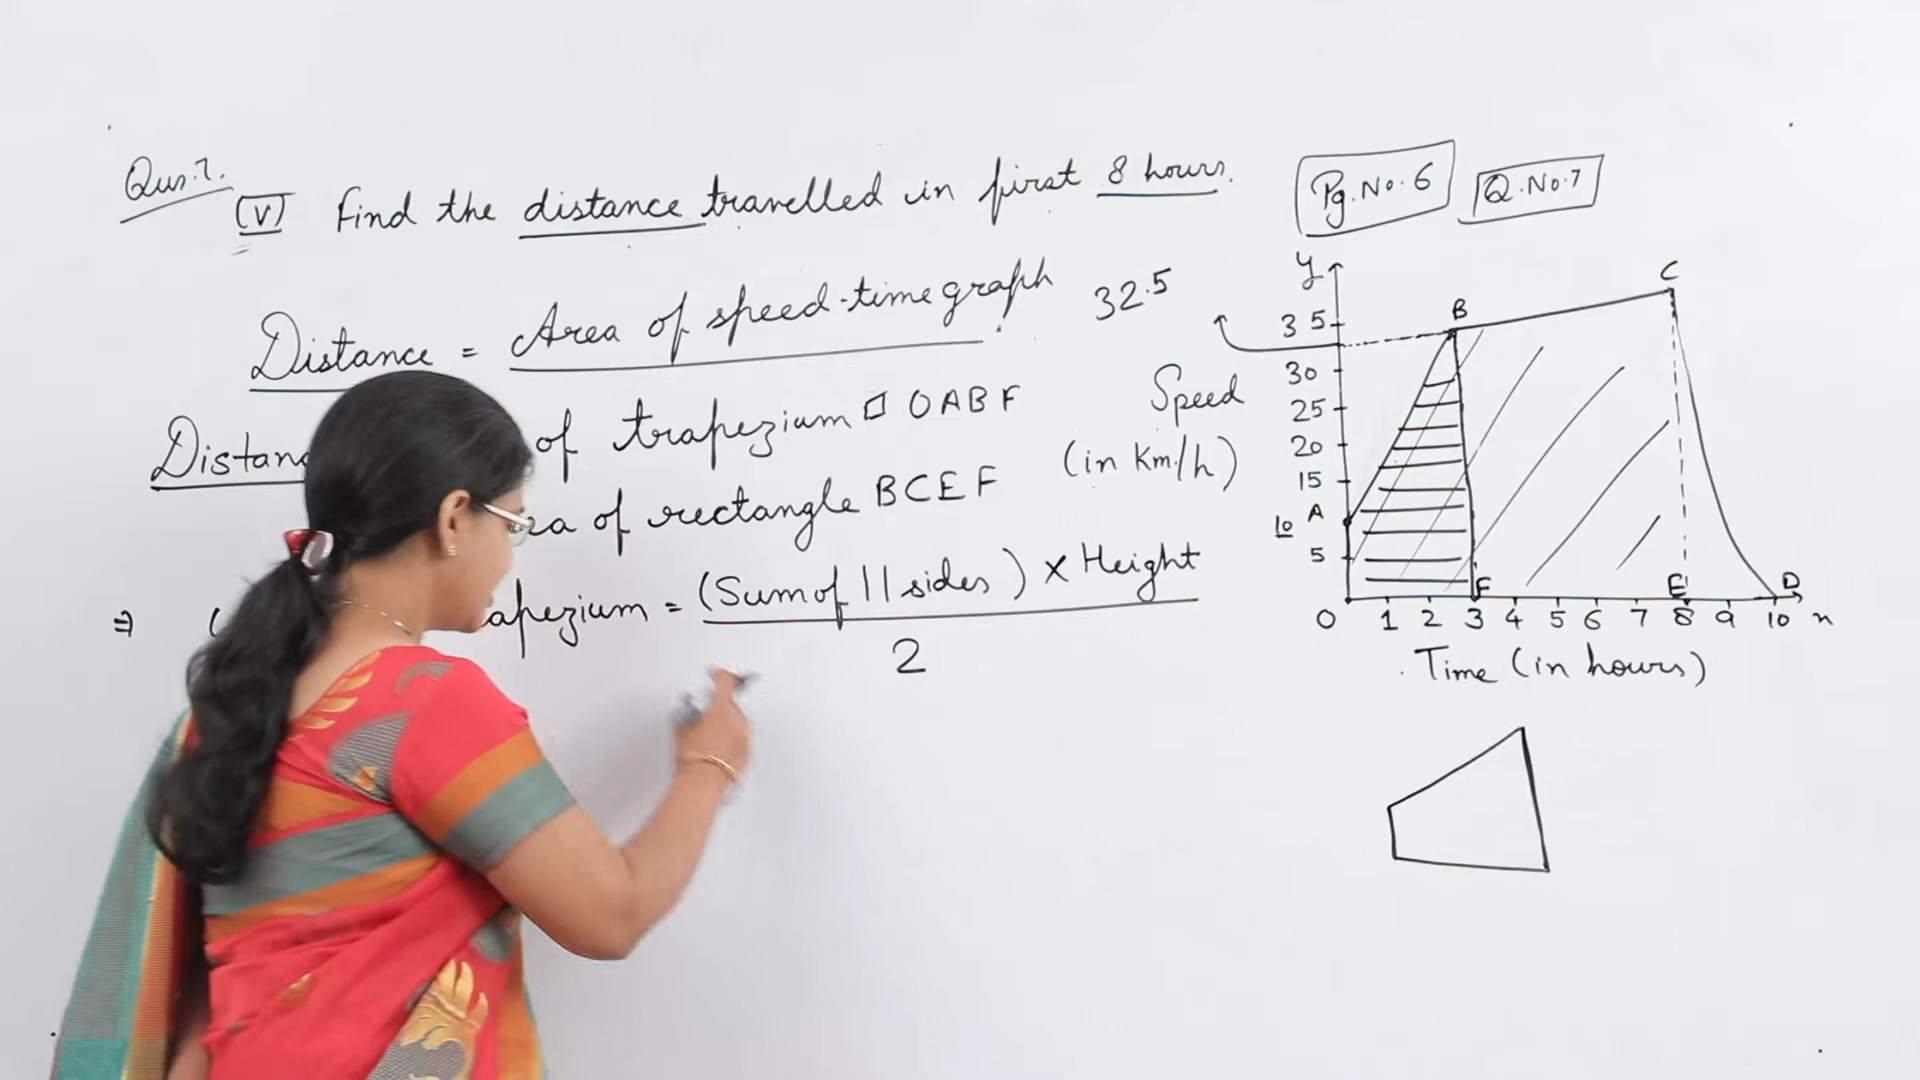 Qus.7.
(V) Find the distance travelled in first 8 hours.
Pg.No.6
Q.No.7
Distance = Area of speed-time graph.
32.5
of trapezium □ OABF
of rectangle BCEF
⇒ = (Sum of || sides) × Height
2
y
C
B
35
30
25
20
15
A
10
5
Speed
(in Km/h)
F E D
0 1 2 3 4 5 6 7 8 9 10 x
Time (in hours)